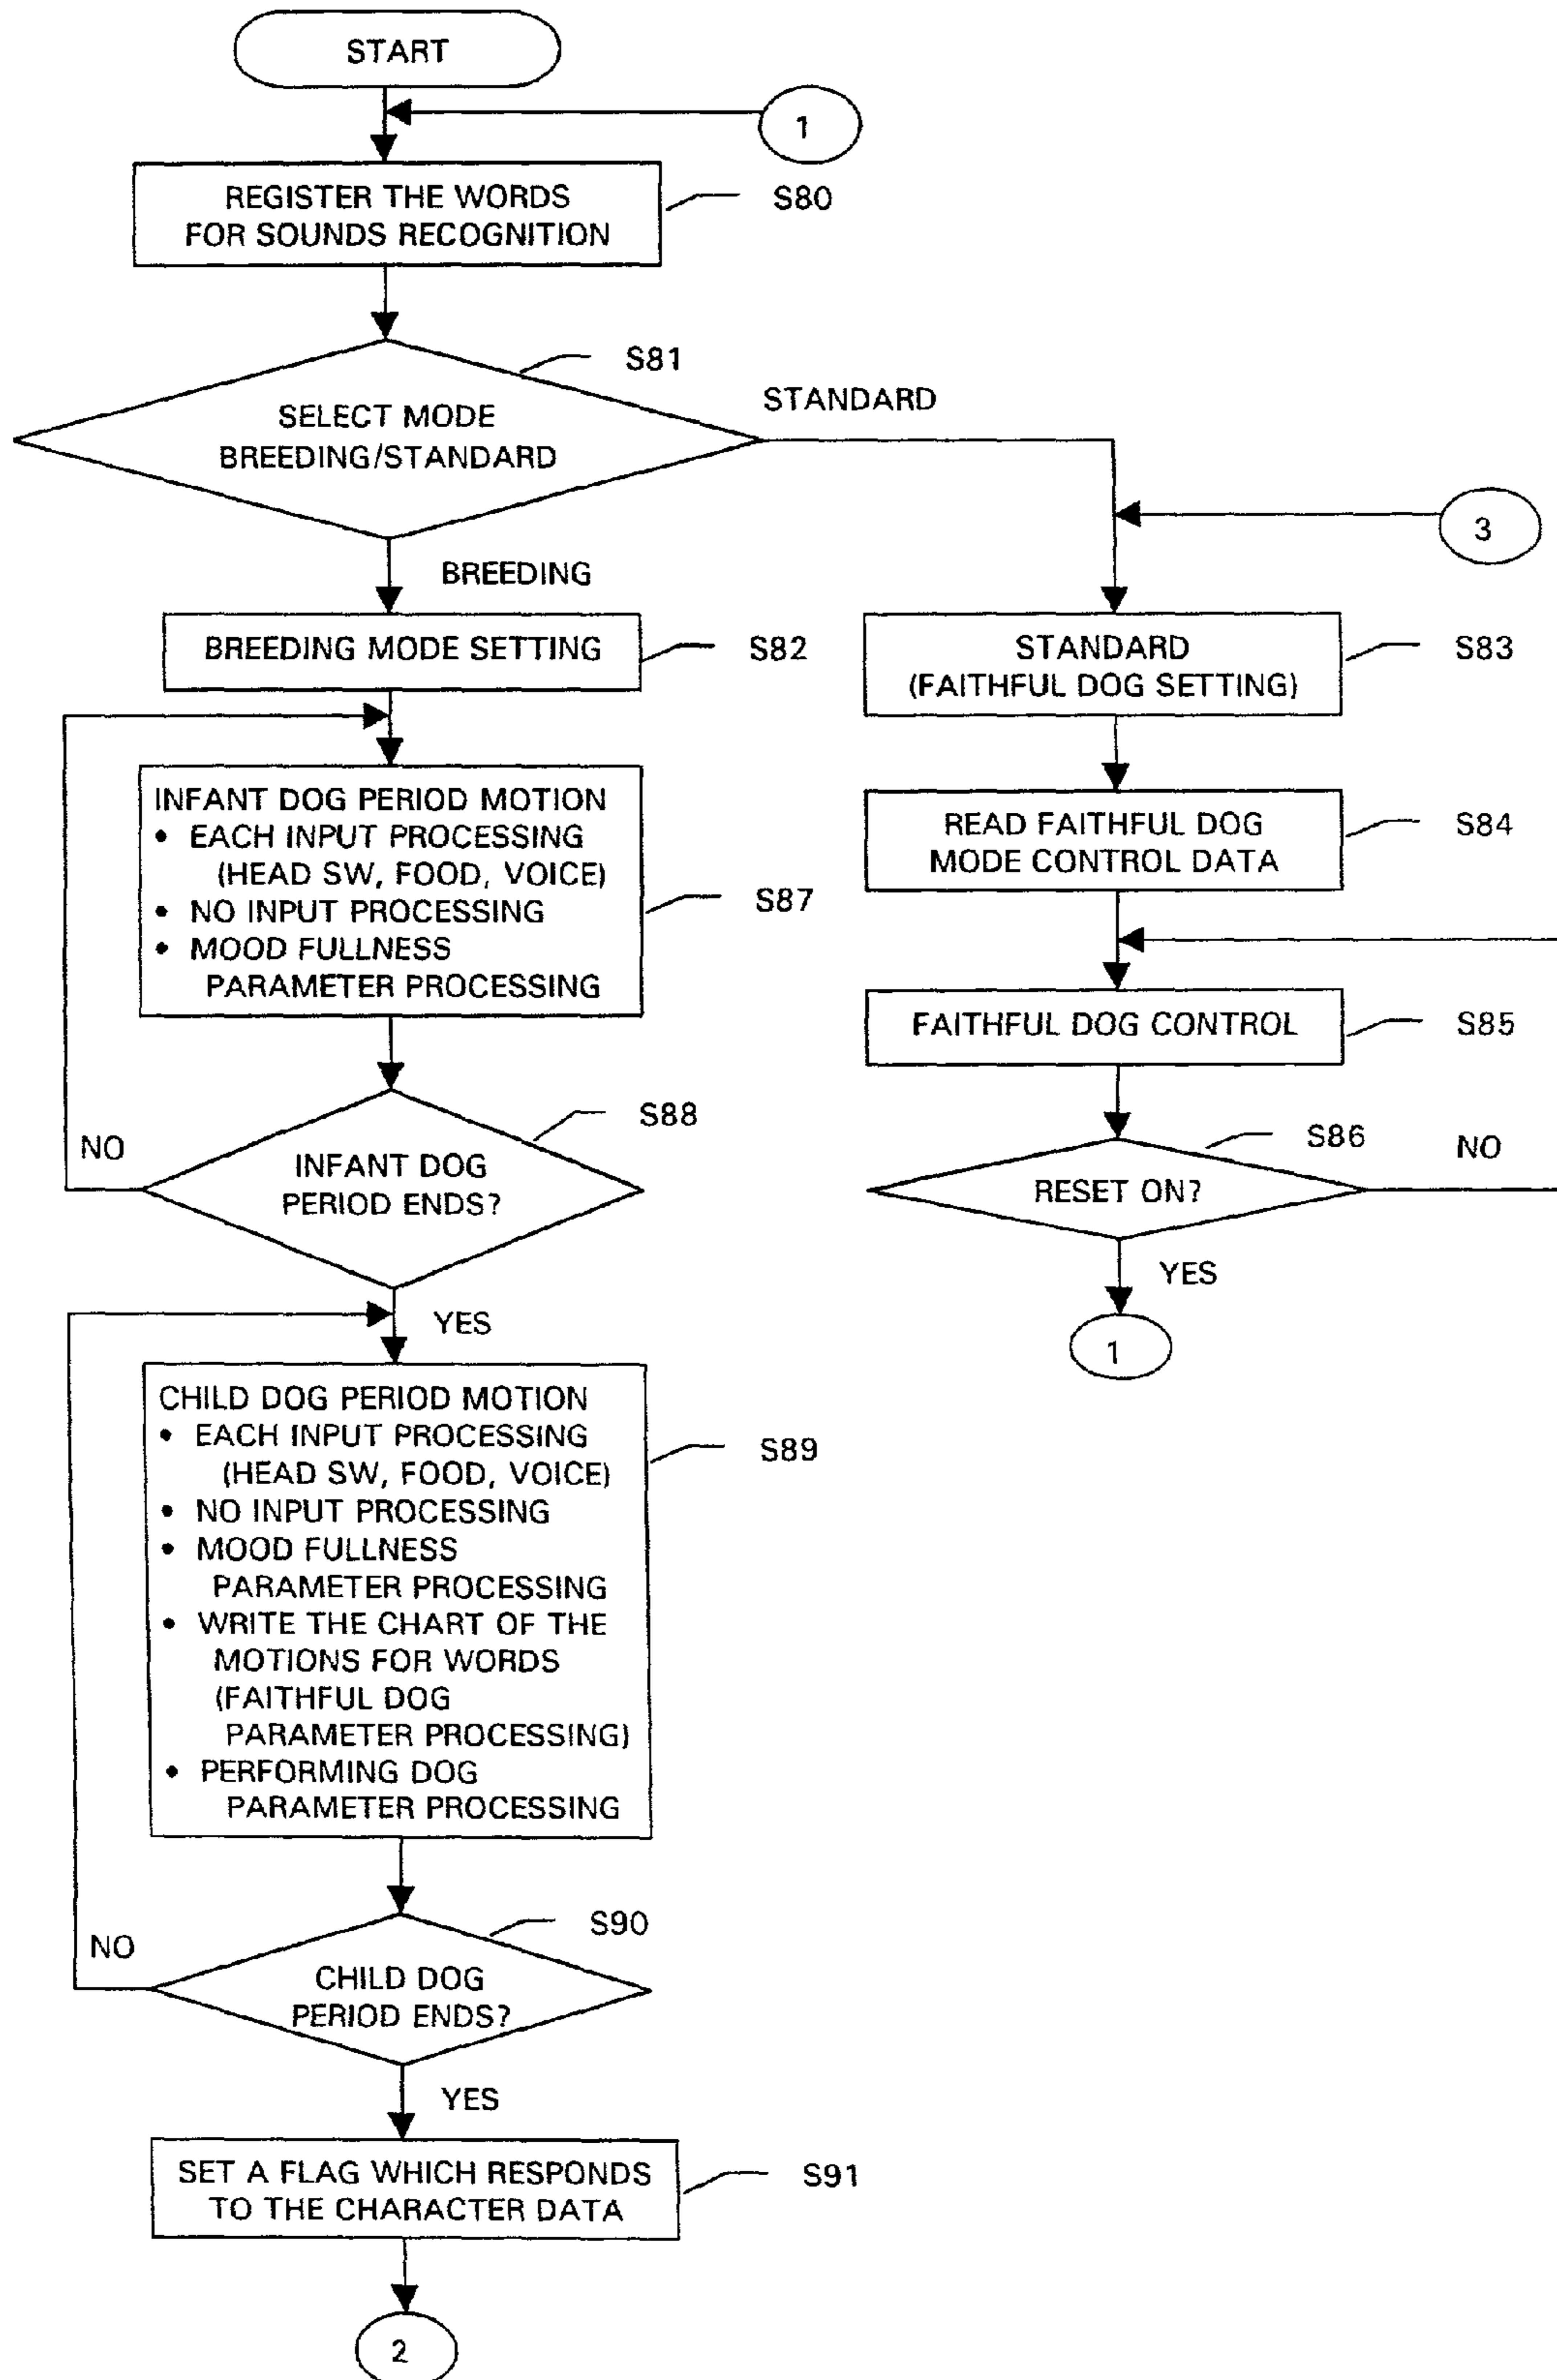 START
1
REGISTER THE WORDS
FOR SOUNDS RECOGNITION
S80
S81
SELECT MODE
BREEDING/STANDARD
STANDARD
BREEDING
3
BREEDING MODE SETTING
S82
STANDARD
(FAITHFUL DOG SETTING)
S83
INFANT DOG PERIOD MOTION
• EACH INPUT PROCESSING
(HEAD SW, FOOD, VOICE)
• NO INPUT PROCESSING
• MOOD FULLNESS
PARAMETER PROCESSING
S87
READ FAITHFUL DOG
MODE CONTROL DATA
S84
FAITHFUL DOG CONTROL
S85
S88
NO
INFANT DOG
PERIOD ENDS?
S86
NO
RESET ON?
YES
1
YES
CHILD DOG PERIOD MOTION
• EACH INPUT PROCESSING
(HEAD SW, FOOD, VOICE)
• NO INPUT PROCESSING
• MOOD FULLNESS
PARAMETER PROCESSING
• WRITE THE CHART OF THE
MOTIONS FOR WORDS
(FAITHFUL DOG
PARAMETER PROCESSING)
• PERFORMING DOG
PARAMETER PROCESSING
S89
S90
NO
CHILD DOG
PERIOD ENDS?
YES
SET A FLAG WHICH RESPONDS
TO THE CHARACTER DATA
S91
2